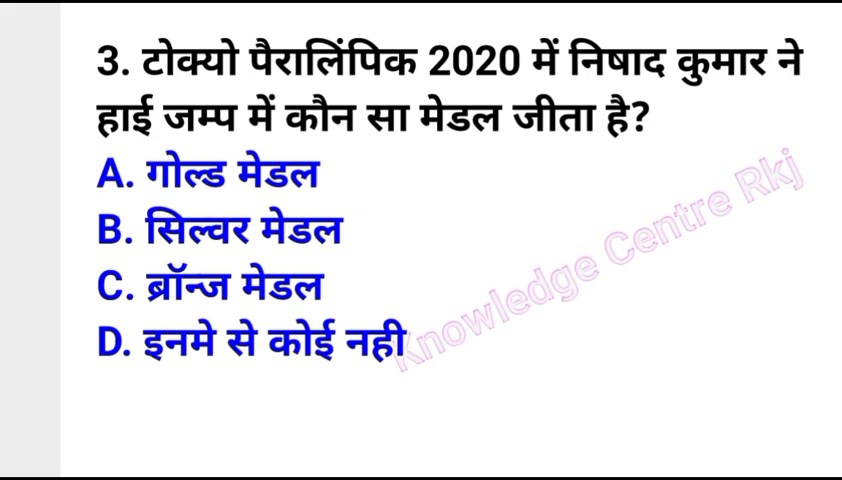 3. टोक्यो पैरालिंपिक 2020 में निषाद कुमार ने
हाई जम्प में कौन सा मेडल जीता है?
A. गोल्ड मेडल
B. सिल्वर मेडल
C. ब्रॉन्ज मेडल
D. इनमे से कोई नही
Knowledge Centre Rkj